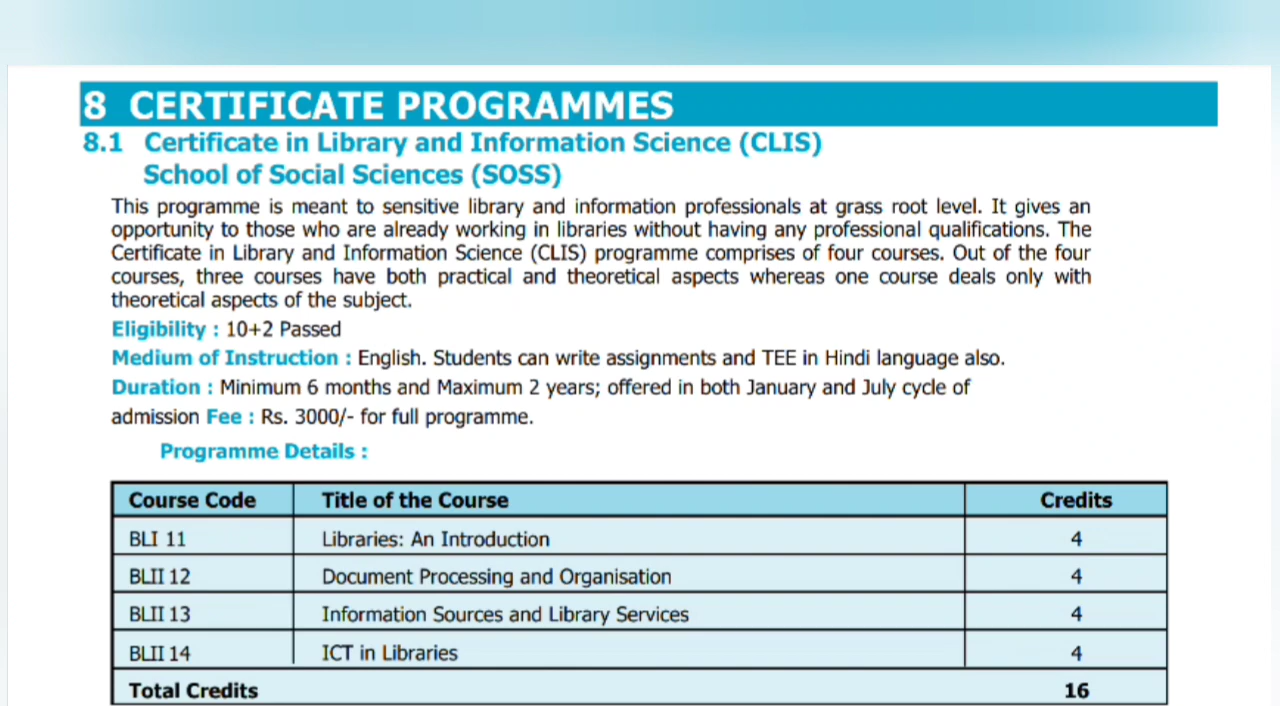 8 CERTIFICATE PROGRAMMES
8.1 Certificate in Library and Information Science (CLIS)
School of Social Sciences (SOSS)
This programme is meant to sensitive library and information professionals at grass root level. It gives an
opportunity to those who are already working in libraries without having any professional qualifications. The
Certificate in Library and Information Science (CLIS) programme comprises of four courses. Out of the four
courses, three courses have both practical and theoretical aspects whereas one course deals only with
theoretical aspects of the subject.
Eligibility : 10+2 Passed
Medium of Instruction : English. Students can write assignments and TEE in Hindi language also.
Duration : Minimum 6 months and Maximum 2 years; offered in both January and July cycle of
admission Fee : Rs. 3000/- for full programme.
Programme Details :
Course Code Title of the Course Credits
BLI 11 Libraries: An Introduction 4
BLII 12 Document Processing and Organisation 4
BLII 13 Information Sources and Library Services 4
BLII 14 ICT in Libraries 4
Total Credits 16